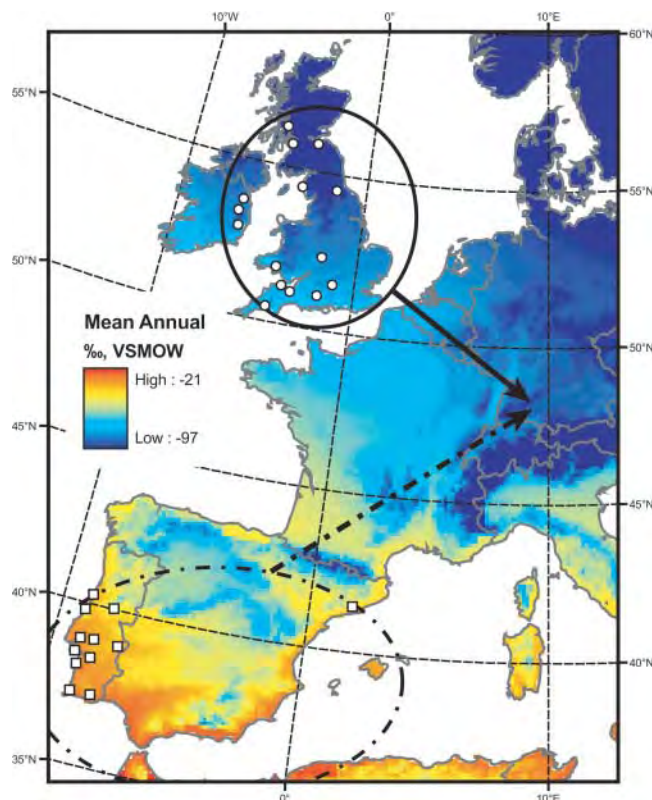 10°W 0° 10°E
60°N
55°N
55°N
50°N
Mean Annual
‰, VSMOW
High : -21
Low : -97
50°N
45°N
45°N
40°N
40°N
35°N
0° 10°E